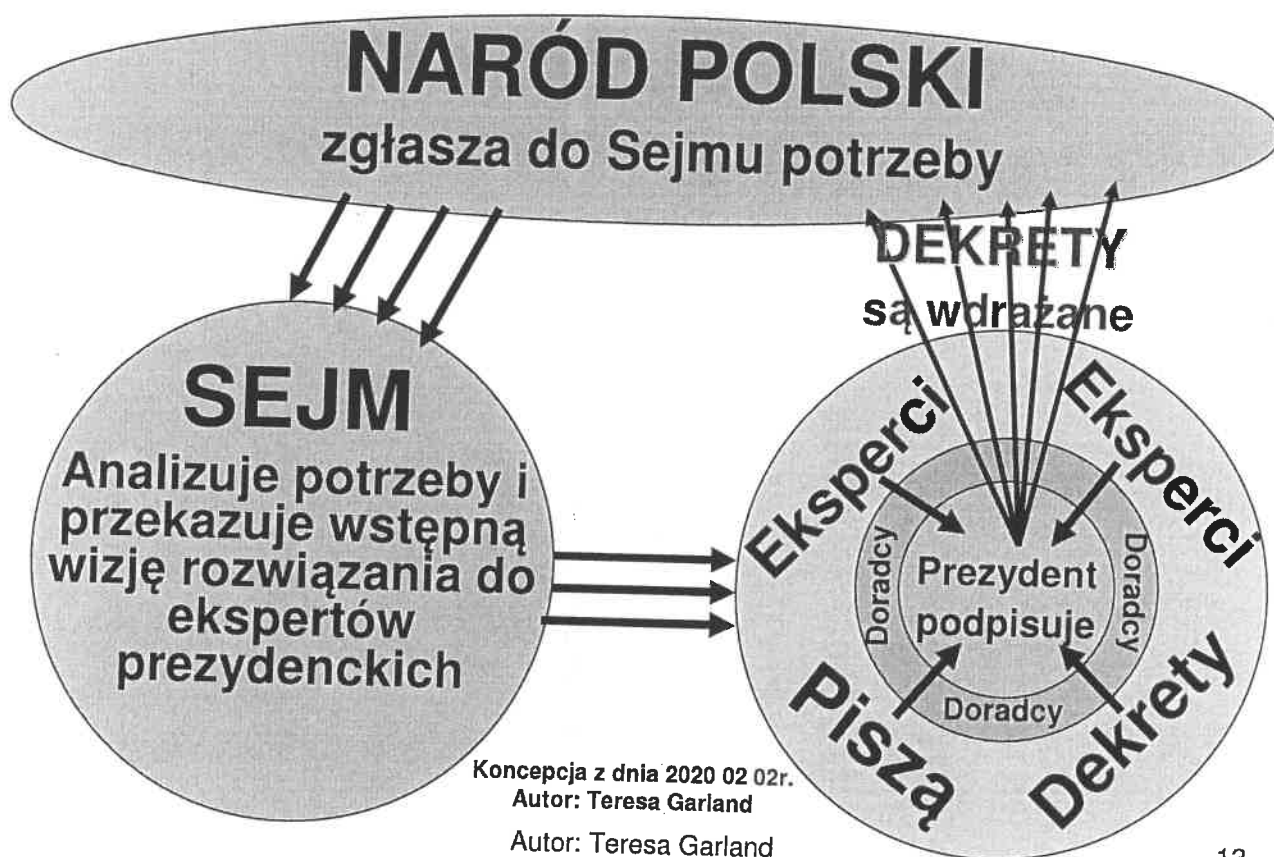 NARÓD POLSKI
zgłasza do Sejmu potrzeby
DEKRETY
są wdrażane
SEJM
Analizuje potrzeby i
przekazuje wstępną
wizję rozwiązania do
ekspertów
prezydenckich
Eksperci
Eksperci
Doradcy
Doradcy
Prezydent
podpisuje
Doradcy
Piszą
Dekrety
Koncepcja z dnia 2020 02 02r.
Autor: Teresa Garland
Autor: Teresa Garland